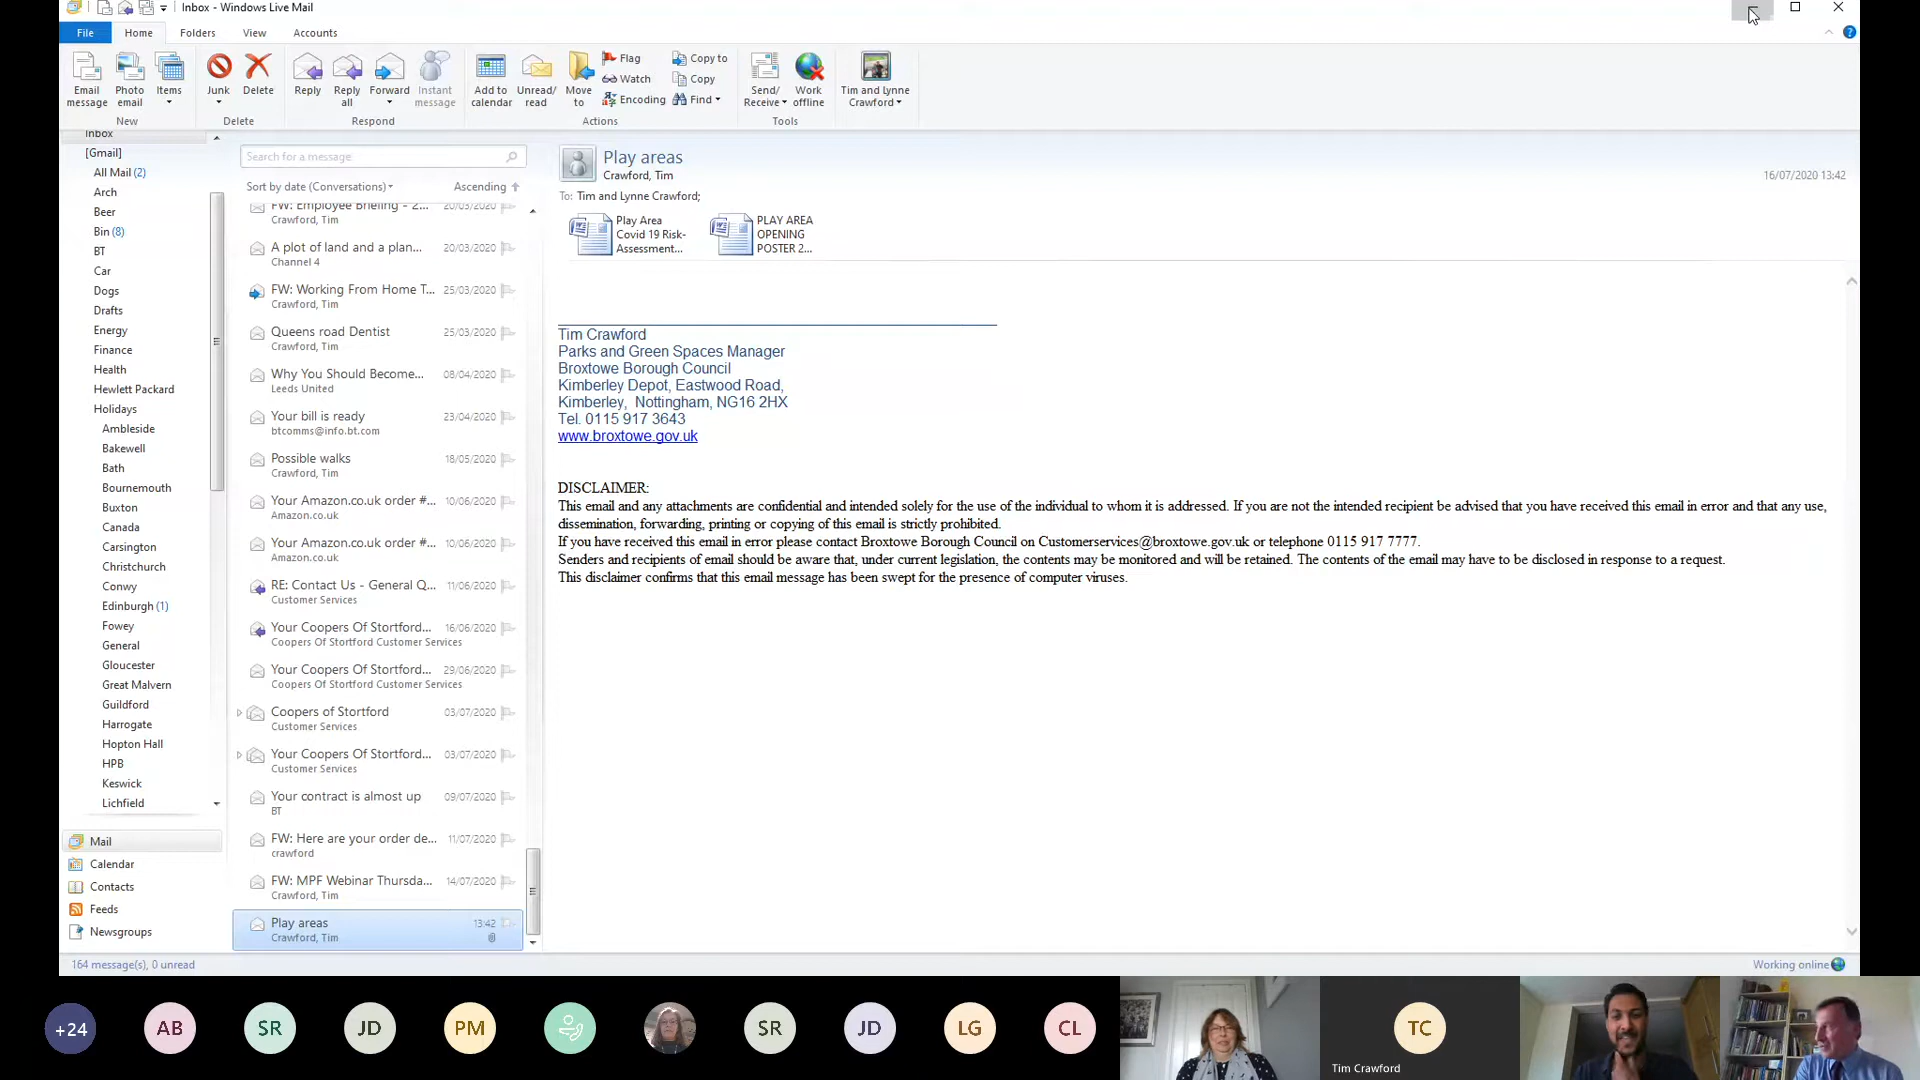 Inbox - Windows Live Mail
File Home Folders View Accounts
Email message
Photo email
Items
New
Junk
Delete
Delete
Reply
Reply all
Forward
Instant message
Respond
Add to calendar
Unread/ read
Move to
Flag
Watch
Encoding
Copy to
Copy
Find
Actions
Send/ Receive
Work offline
Tools
Tim and Lynne Crawford
Inbox
[Gmail]
All Mail (2)
Arch
Beer
Bin (8)
BT
Car
Dogs
Drafts
Energy
Finance
Health
Hewlett Packard
Holidays
Ambleside
Bakewell
Bath
Bournemouth
Buxton
Canada
Carsington
Christchurch
Conwy
Edinburgh (1)
Fowey
General
Gloucester
Great Malvern
Guildford
Harrogate
Hopton Hall
HPB
Keswick
Lichfield
Mail
Calendar
Contacts
Feeds
Newsgroups
164 message(s), 0 unread
Search for a message
Sort by date (Conversations) Ascending
FW: Employee Briefing - 2... 20/03/2020
Crawford, Tim
A plot of land and a plan... 20/03/2020
Channel 4
FW: Working From Home T... 25/03/2020
Crawford, Tim
Queens road Dentist 25/03/2020
Crawford, Tim
Why You Should Become... 08/04/2020
Leeds United
Your bill is ready 23/04/2020
btcomms@info.bt.com
Possible walks 18/05/2020
Crawford, Tim
Your Amazon.co.uk order #... 10/06/2020
Amazon.co.uk
Your Amazon.co.uk order #... 10/06/2020
Amazon.co.uk
RE: Contact Us - General Q... 11/06/2020
Customer Services
Your Coopers Of Stortford... 16/06/2020
Coopers Of Stortford Customer Services
Your Coopers Of Stortford... 29/06/2020
Coopers Of Stortford Customer Services
Coopers of Stortford 03/07/2020
Customer Services
Your Coopers Of Stortford... 03/07/2020
Customer Services
Your contract is almost up 09/07/2020
BT
FW: Here are your order de... 11/07/2020
crawford
FW: MPF Webinar Thursda... 14/07/2020
Crawford, Tim
Play areas 13:42
Crawford, Tim
Play areas
Crawford, Tim
16/07/2020 13:42
To: Tim and Lynne Crawford;
Play Area
Covid 19 Risk-
Assessment...
PLAY AREA
OPENING
POSTER 2...
Tim Crawford
Parks and Green Spaces Manager
Broxtowe Borough Council
Kimberley Depot, Eastwood Road,
Kimberley, Nottingham, NG16 2HX
Tel. 0115 917 3643
www.broxtowe.gov.uk
DISCLAIMER:
This email and any attachments are confidential and intended solely for the use of the individual to whom it is addressed. If you are not the intended recipient be advised that you have received this email in error and that any use,
dissemination, forwarding, printing or copying of this email is strictly prohibited.
If you have received this email in error please contact Broxtowe Borough Council on Customerservices@broxtowe.gov.uk or telephone 0115 917 7777.
Senders and recipients of email should be aware that, under current legislation, the contents may be monitored and will be retained. The contents of the email may have to be disclosed in response to a request.
This disclaimer confirms that this email message has been swept for the presence of computer viruses.
Working online
+24 AB SR JD PM SR JD LG CL TC
Tim Crawford